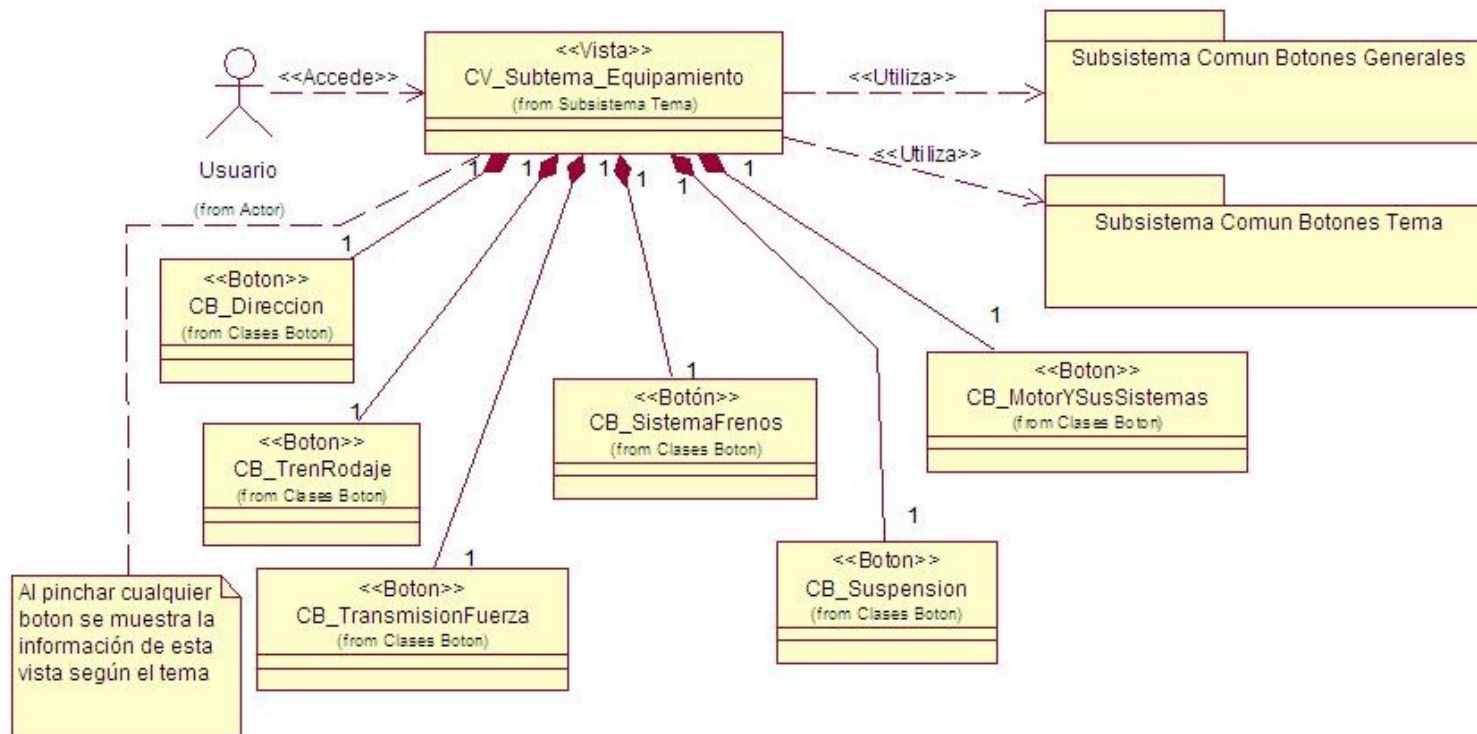 <<Vista>>
CV_Subtema_Equipamiento
(from Subsistema Tema)
<<Accede>>
Usuario
(from Actor)
<<Utiliza>>
Subsistema Comun Botones Generales
<<Utiliza>>
Subsistema Comun Botones Tema
1
1
1
1
1
1
1
<<Boton>>
CB_Direccion
(from Clases Boton)
1
<<Boton>>
CB_TrenRodaje
(from Clases Boton)
1
<<Boton>>
CB_TransmisionFuerza
(from Clases Boton)
1
<<Botón>>
CB_SistemaFrenos
(from Clases Boton)
1
<<Boton>>
CB_Suspension
(from Clases Boton)
1
<<Boton>>
CB_MotorYSusSistemas
(from Clases Boton)
Al pinchar cualquier
boton se muestra la
información de esta
vista según el tema